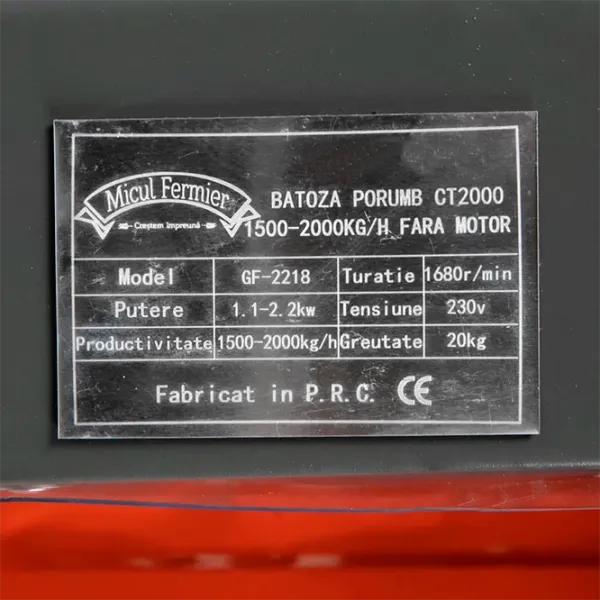 Micul Fermier
Creștem împreună
BATOZA PORUMB CT2000
1500-2000KG/H FARA MOTOR
Model GF-2218 Turatie 1680r/min
Putere 1.1-2.2kw Tensiune 230v
Productivitate 1500-2000kg/h Greutate 20kg
Fabricat in P.R.C. CE